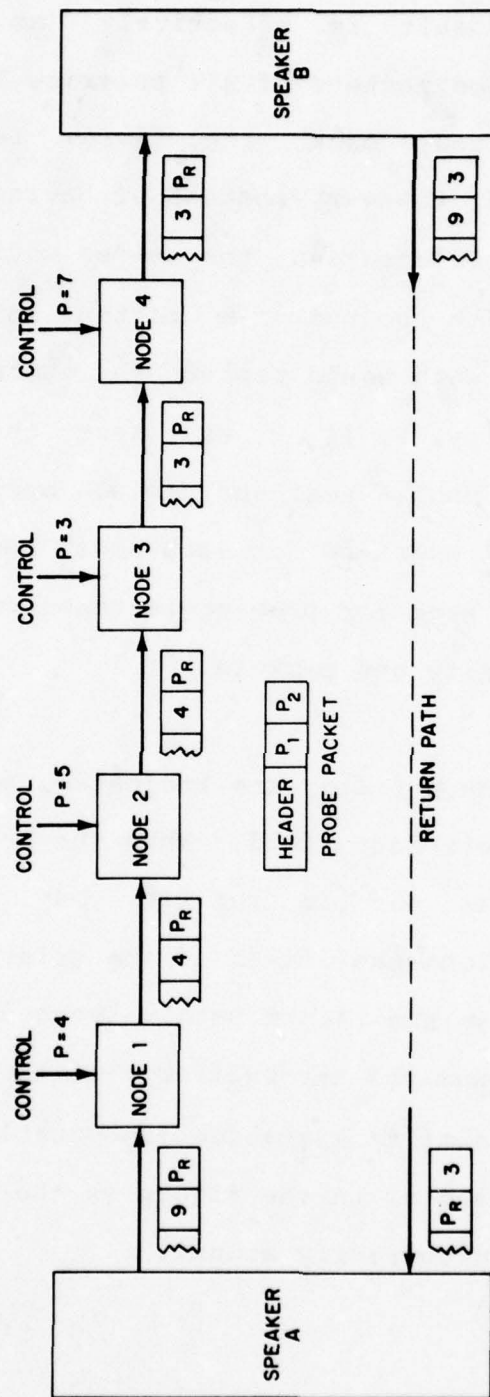 SPEAKER
A
9 P_R
CONTROL
P=4
NODE 1
4 P_R
CONTROL
P=5
NODE 2
4 P_R
CONTROL
P=3
NODE 3
3 P_R
CONTROL
P=7
NODE 4
3 P_R
SPEAKER
B
HEADER P_1 P_2
PROBE PACKET
P_R 3
RETURN PATH
9 3